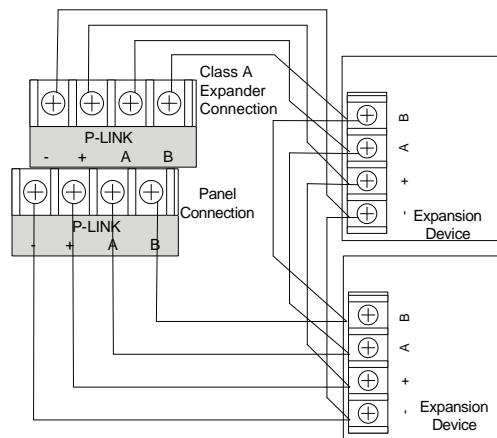 Class A
Expander
Connection
P-LINK
- + A B
Panel
Connection
P-LINK
- + A B
B
A
+
-
Expansion
Device
B
A
+
-
Expansion
Device